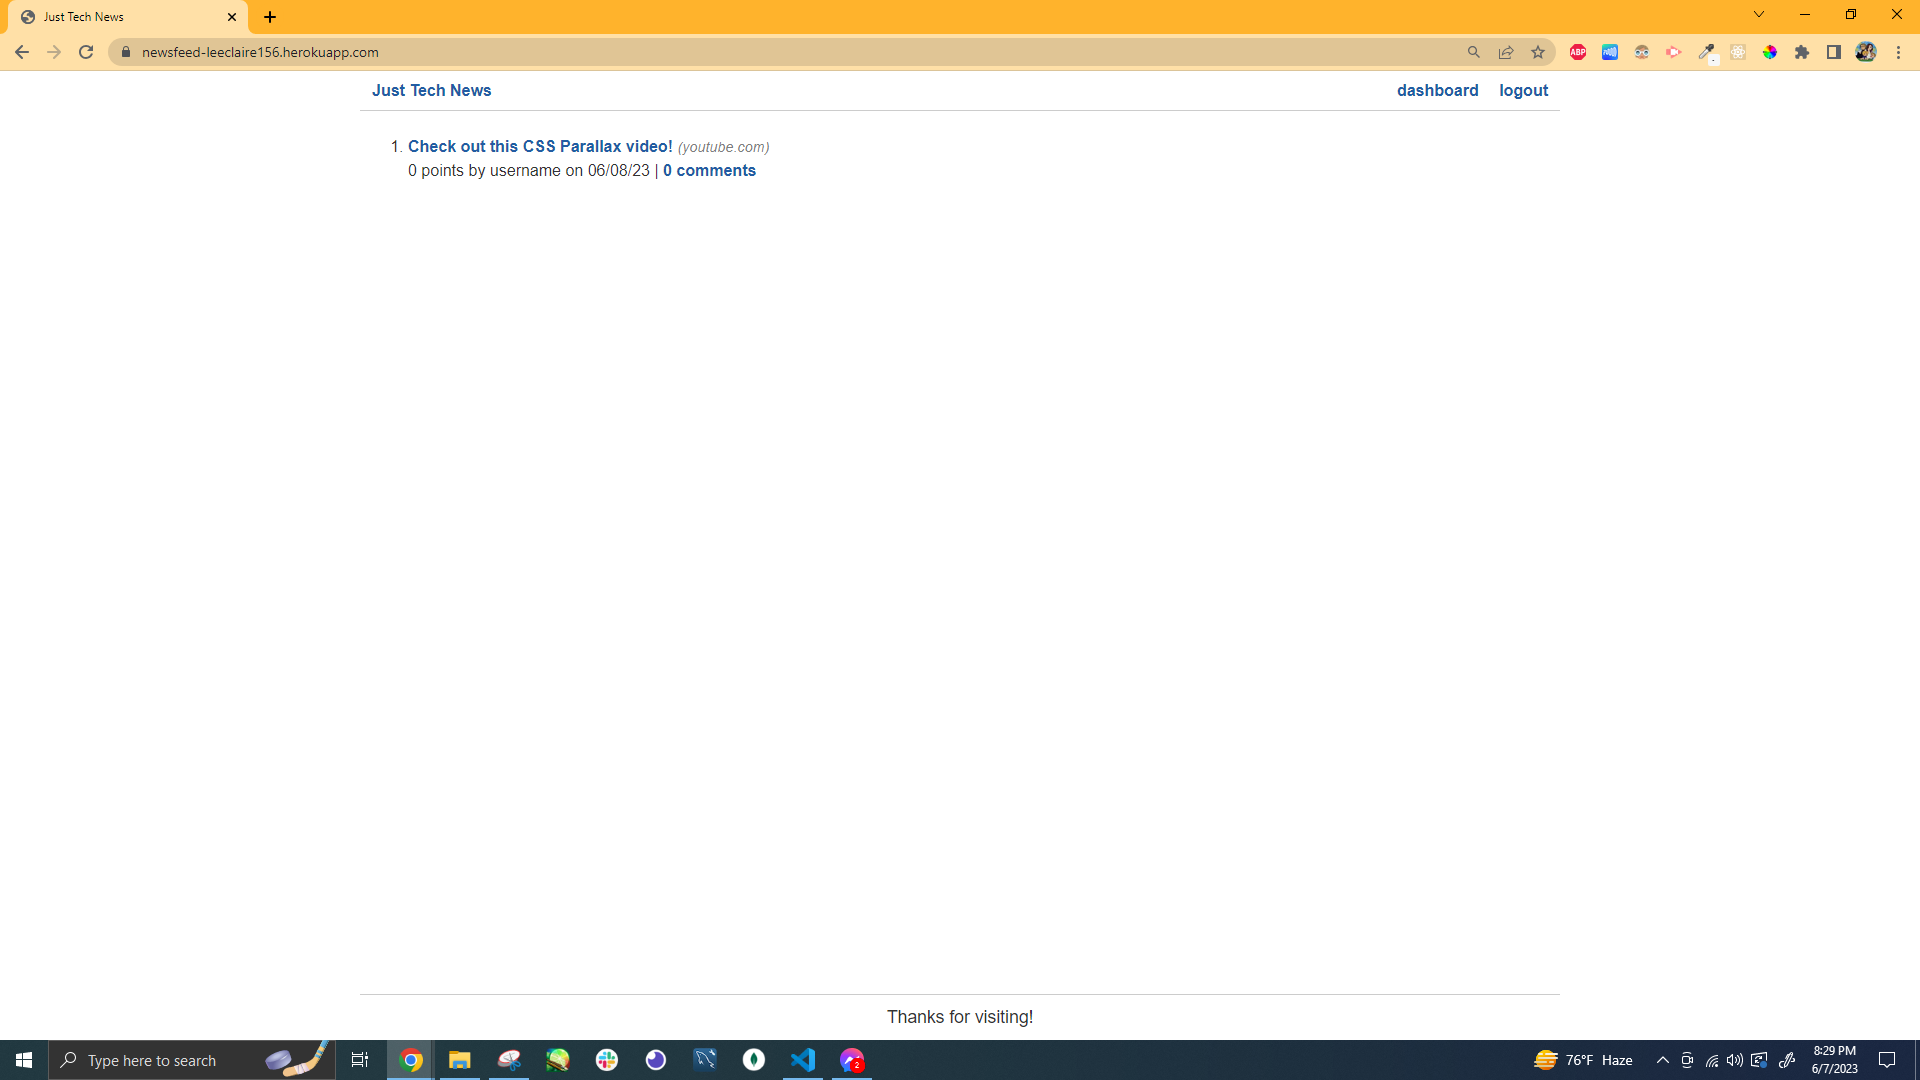 Just Tech News
newsfeed-leeclaire156.herokuapp.com
ABP
Just Tech News
dashboard
logout
1. Check out this CSS Parallax video! (youtube.com)
0 points by username on 06/08/23 | 0 comments
Thanks for visiting!
Type here to search
2
76°F Haze
8:29 PM
6/7/2023